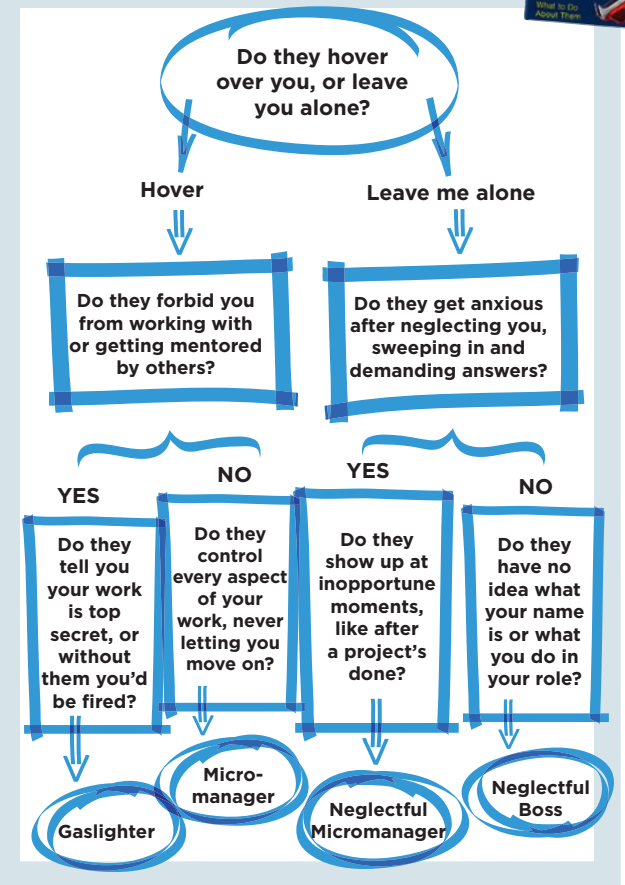 What to Do
About Them
Do they hover
over you, or leave
you alone?
Hover
Leave me alone
Do they forbid you
from working with
or getting mentored
by others?
Do they get anxious
after neglecting you,
sweeping in and
demanding answers?
YES
NO
YES
NO
Do they
tell you
your work
is top
secret, or
without
them you’d
be fired?
Do they
control
every aspect
of your
work, never
letting you
move on?
Do they
show up at
inopportune
moments,
like after
a project’s
done?
Do they
have no
idea what
your name
is or what
you do in
your role?
Gaslighter
Micro-
manager
Neglectful
Micromanager
Neglectful
Boss